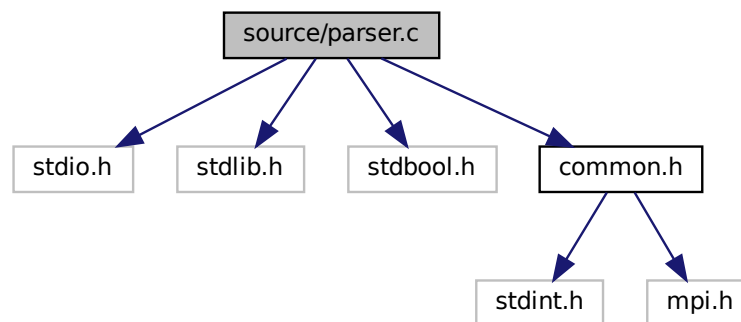 source/parser.c
stdio.h
stdlib.h
stdbool.h
common.h
stdint.h
mpi.h